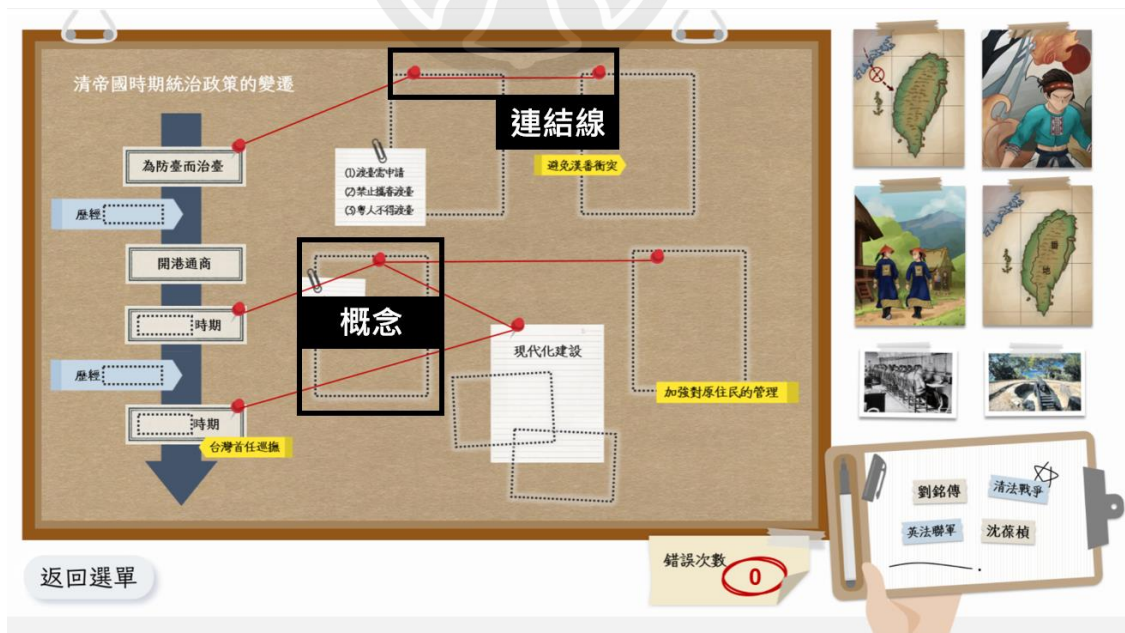 清帝國時期統治政策的變遷
連結線
為防臺而治臺
(1)渡臺需申請
(2)禁止攜眷渡臺
(3)粵人不得渡臺
避免漢番衝突
歷經
開港通商
番
地
時期
概念
現代化建設
歷經
加強對原住民的管理
時期
台灣首任巡撫
劉銘傳
清法戰爭
英法聯軍
沈葆楨
錯誤次數
0
返回選單